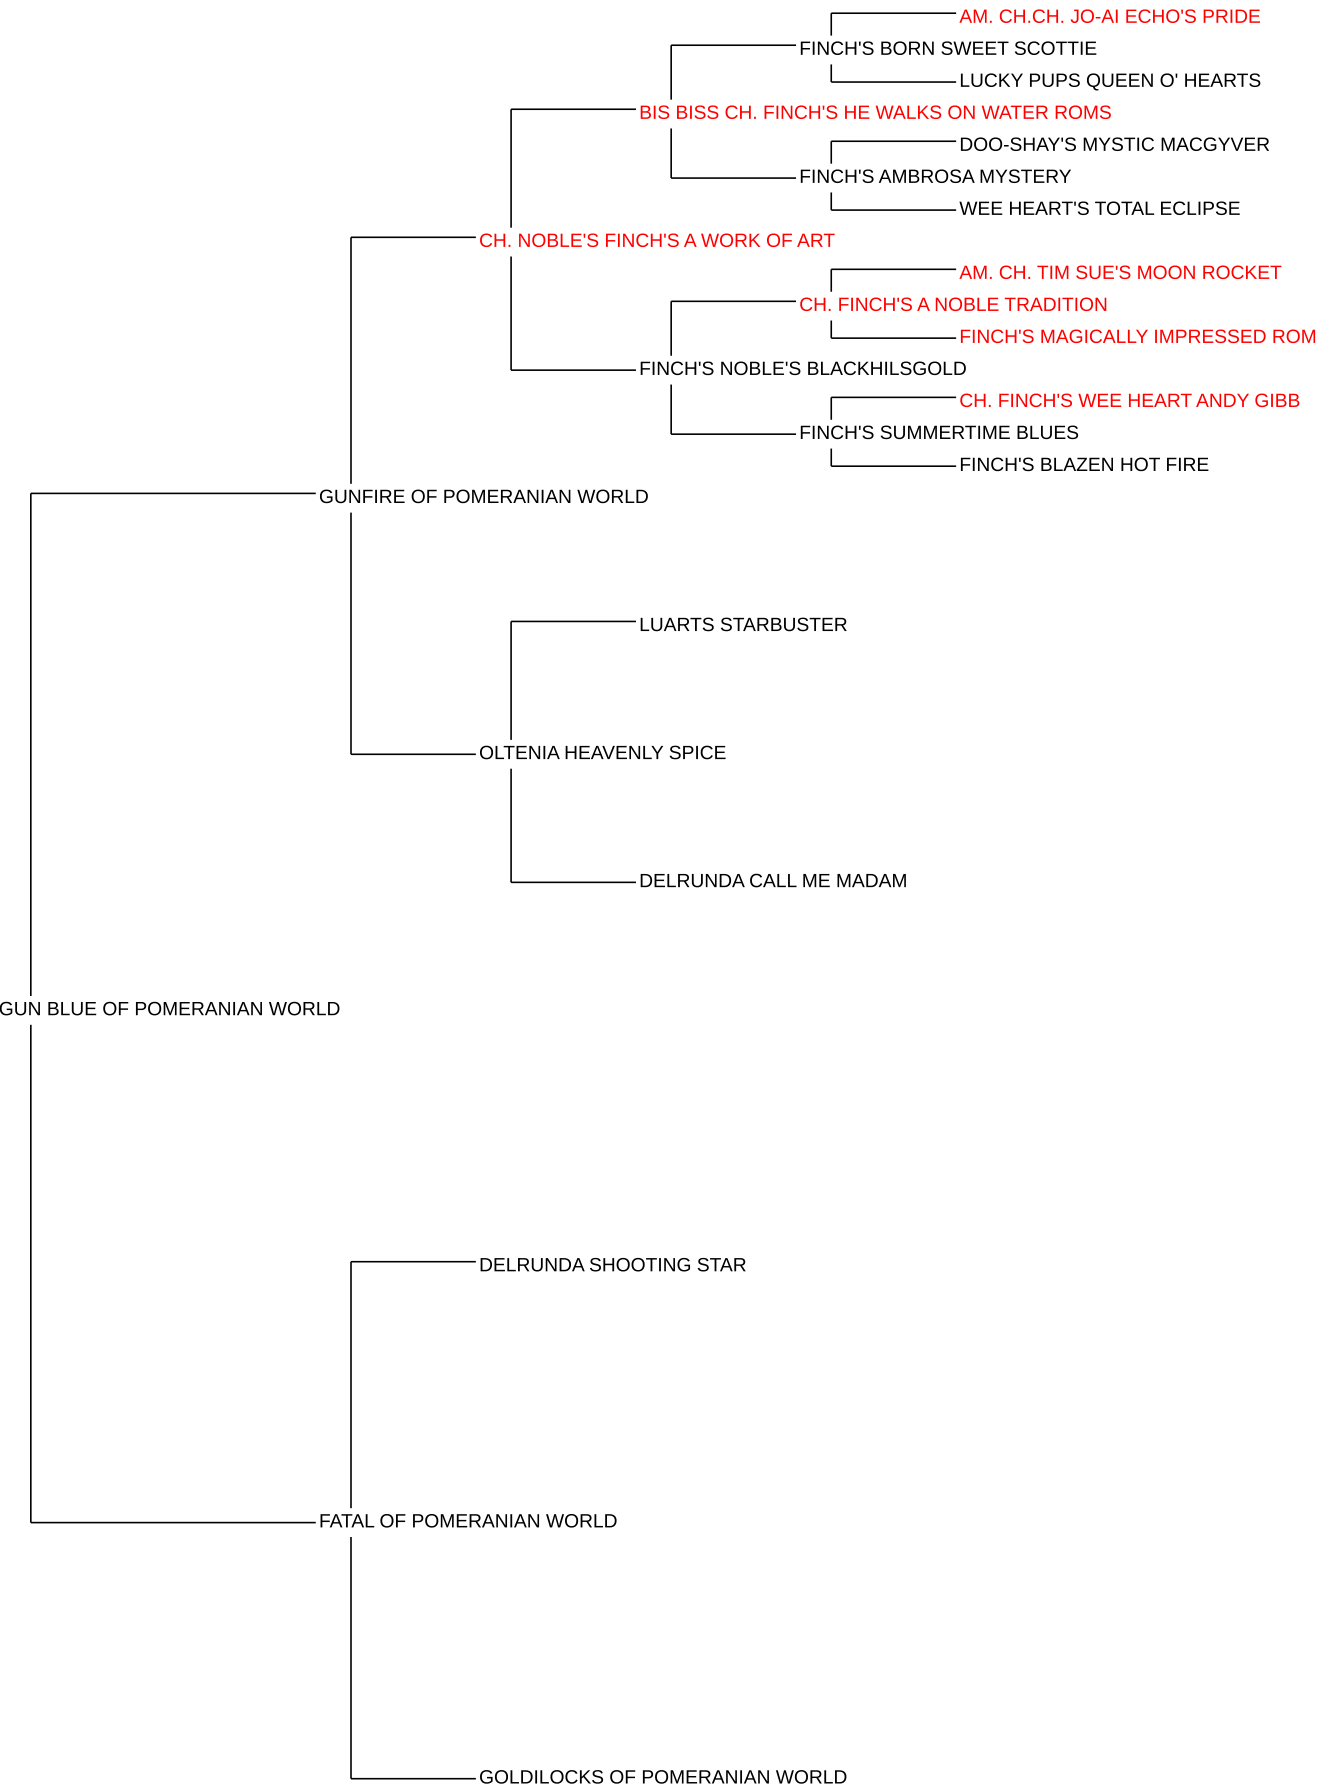 AM. CH.CH. JO-AI ECHO'S PRIDE
FINCH'S BORN SWEET SCOTTIE
LUCKY PUPS QUEEN O' HEARTS
BIS BISS CH. FINCH'S HE WALKS ON WATER ROMS
DOO-SHAY'S MYSTIC MACGYVER
FINCH'S AMBROSA MYSTERY
WEE HEART'S TOTAL ECLIPSE
CH. NOBLE'S FINCH'S A WORK OF ART
AM. CH. TIM SUE'S MOON ROCKET
CH. FINCH'S A NOBLE TRADITION
FINCH'S MAGICALLY IMPRESSED ROM
FINCH'S NOBLE'S BLACKHILSGOLD
CH. FINCH'S WEE HEART ANDY GIBB
FINCH'S SUMMERTIME BLUES
FINCH'S BLAZEN HOT FIRE
GUNFIRE OF POMERANIAN WORLD
LUARTS STARBUSTER
OLTENIA HEAVENLY SPICE
DELRUNDA CALL ME MADAM
GUN BLUE OF POMERANIAN WORLD
DELRUNDA SHOOTING STAR
FATAL OF POMERANIAN WORLD
GOLDILOCKS OF POMERANIAN WORLD